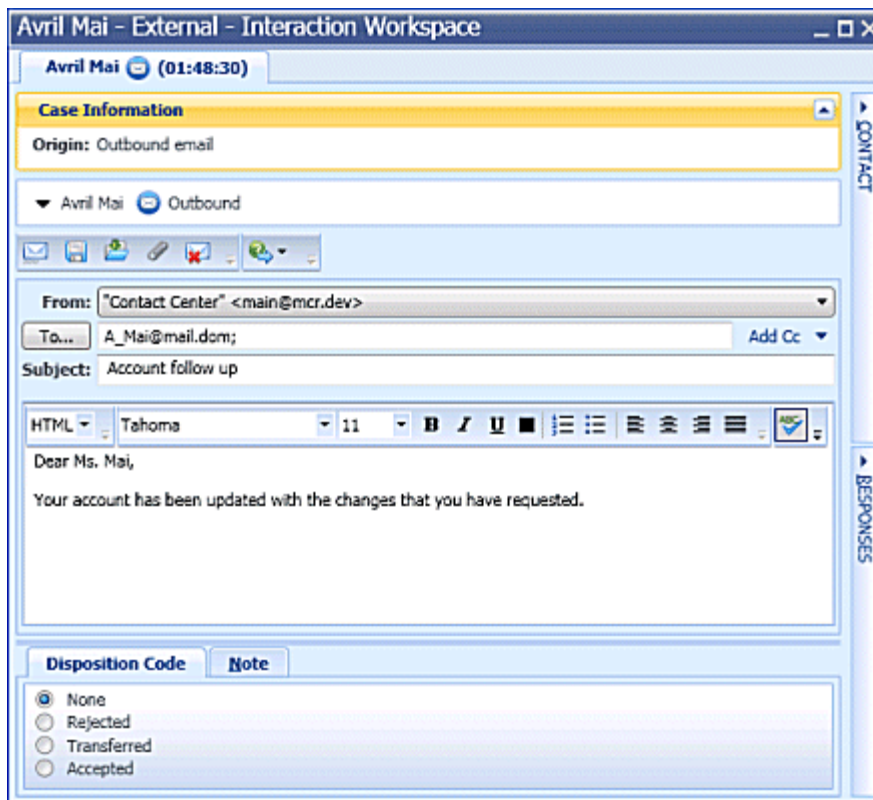 Avril Mai - External - Interaction Workspace
Avril Mai (01:48:30)
Case Information
Origin: Outbound email
Avril Mai Outbound
From: "Contact Center" <main@mcr.dev>
To... A_Mai@mail.dom; Add Cc
Subject: Account follow up
HTML Tahoma 11 B I U ABC
Dear Ms. Mai,
Your account has been updated with the changes that you have requested.
Disposition Code Note
None
Rejected
Transferred
Accepted
CONTACT
RESPONSES